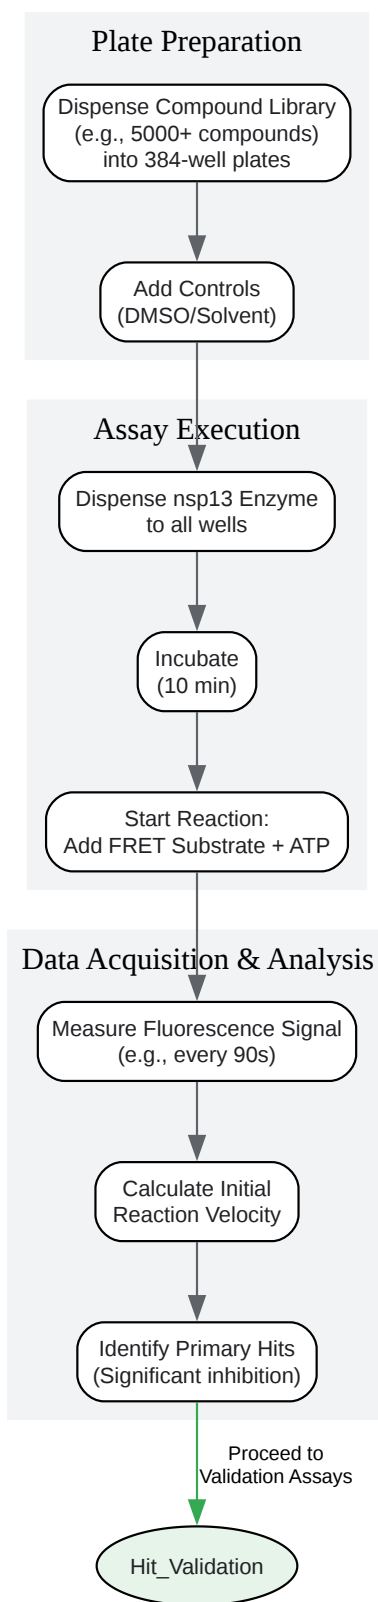 Plate Preparation
Dispense Compound Library
(e.g., 5000+ compounds)
into 384-well plates
Add Controls
(DMSO/Solvent)
Assay Execution
Dispense nsp13 Enzyme
to all wells
Incubate
(10 min)
Start Reaction:
Add FRET Substrate + ATP
Data Acquisition & Analysis
Measure Fluorescence Signal
(e.g., every 90s)
Calculate Initial
Reaction Velocity
Identify Primary Hits
(Significant inhibition)
Proceed to
Validation Assays
Hit_Validation